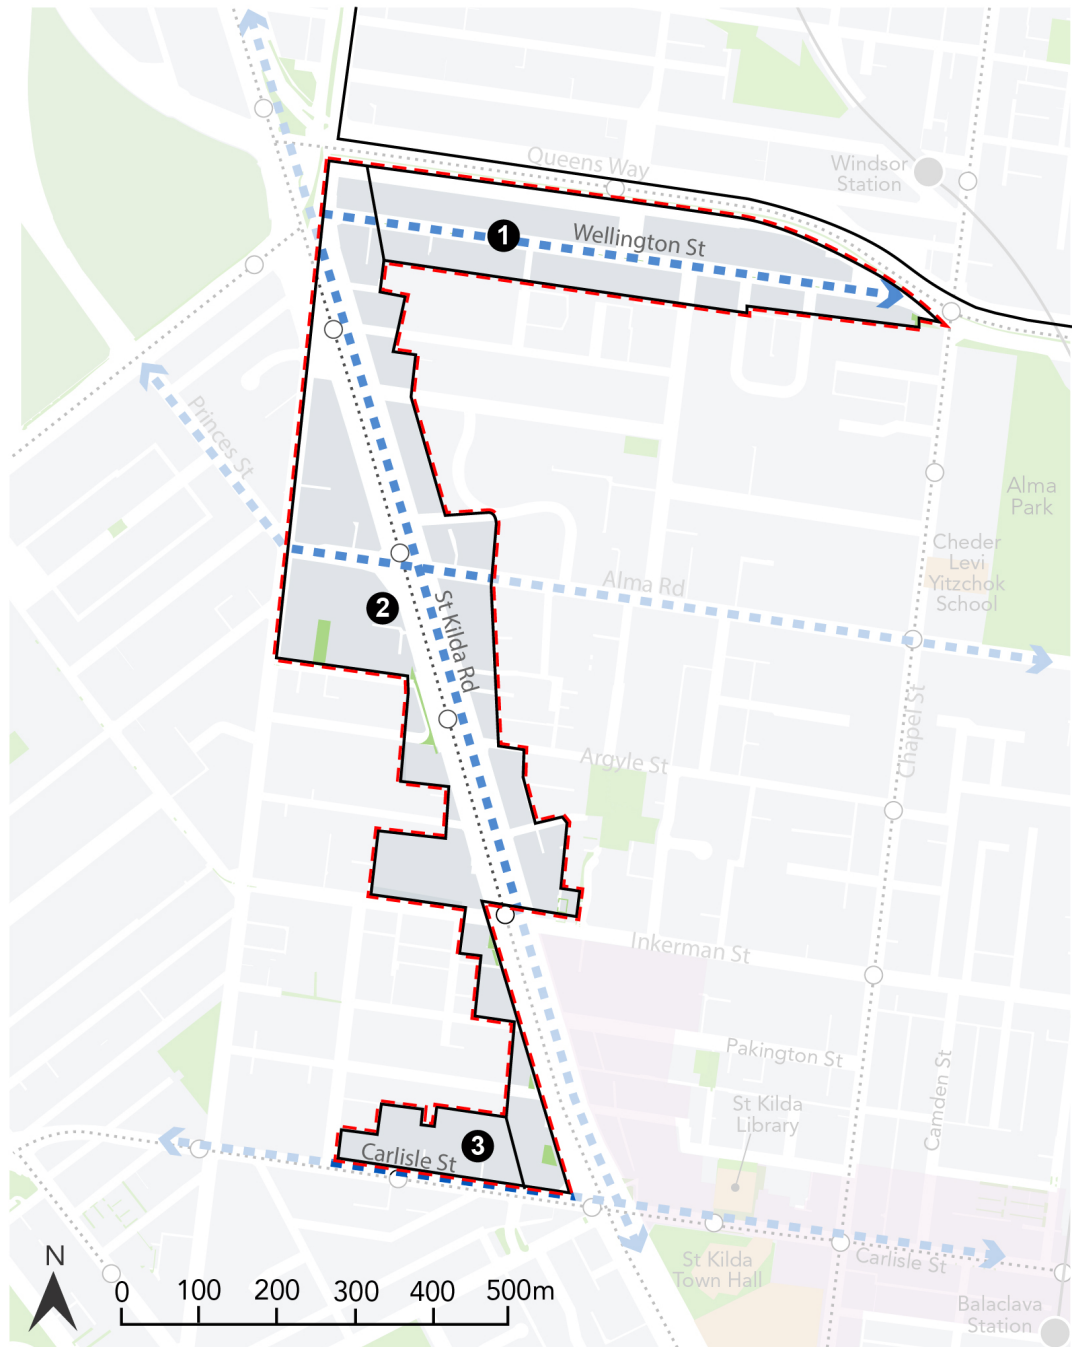 Queens Way
Windsor
Station
1
Wellington St
Princes St
Alma
Park
Cheder
Levi
Yitzchok
School
Alma Rd
2
St Kilda Rd
Chapel St
Argyle St
Inkerman St
Pakington St
Camden St
St Kilda
Library
3
Carlisle St
St Kilda
Town Hall
Carlisle St
Balaclava
Station
N
0 100 200 300 400 500m